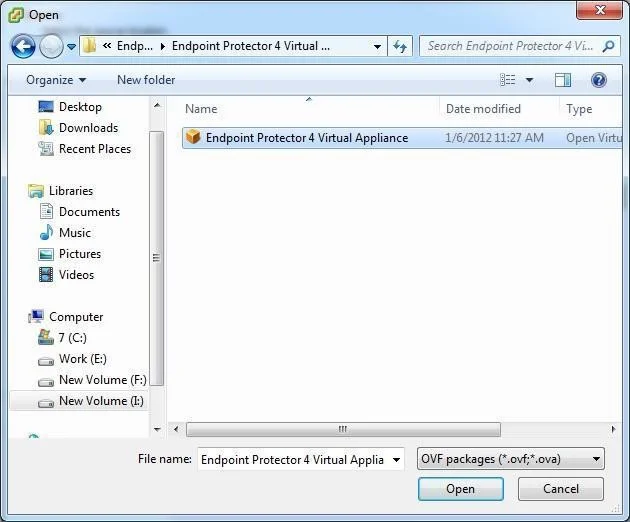 Open
« Endp... ▸ Endpoint Protector 4 Virtual ...
Search Endpoint Protector 4 Vi...
Organize
New folder
Name
Date modified
Type
Desktop
Downloads
Recent Places
Libraries
Documents
Music
Pictures
Videos
Computer
7 (C:)
Work (E:)
New Volume (F:)
New Volume (I:)
Endpoint Protector 4 Virtual Appliance
1/6/2012 11:27 AM
Open Virtu
File name:
Endpoint Protector 4 Virtual Applia
OVF packages (*.ovf;*.ova)
Open
Cancel